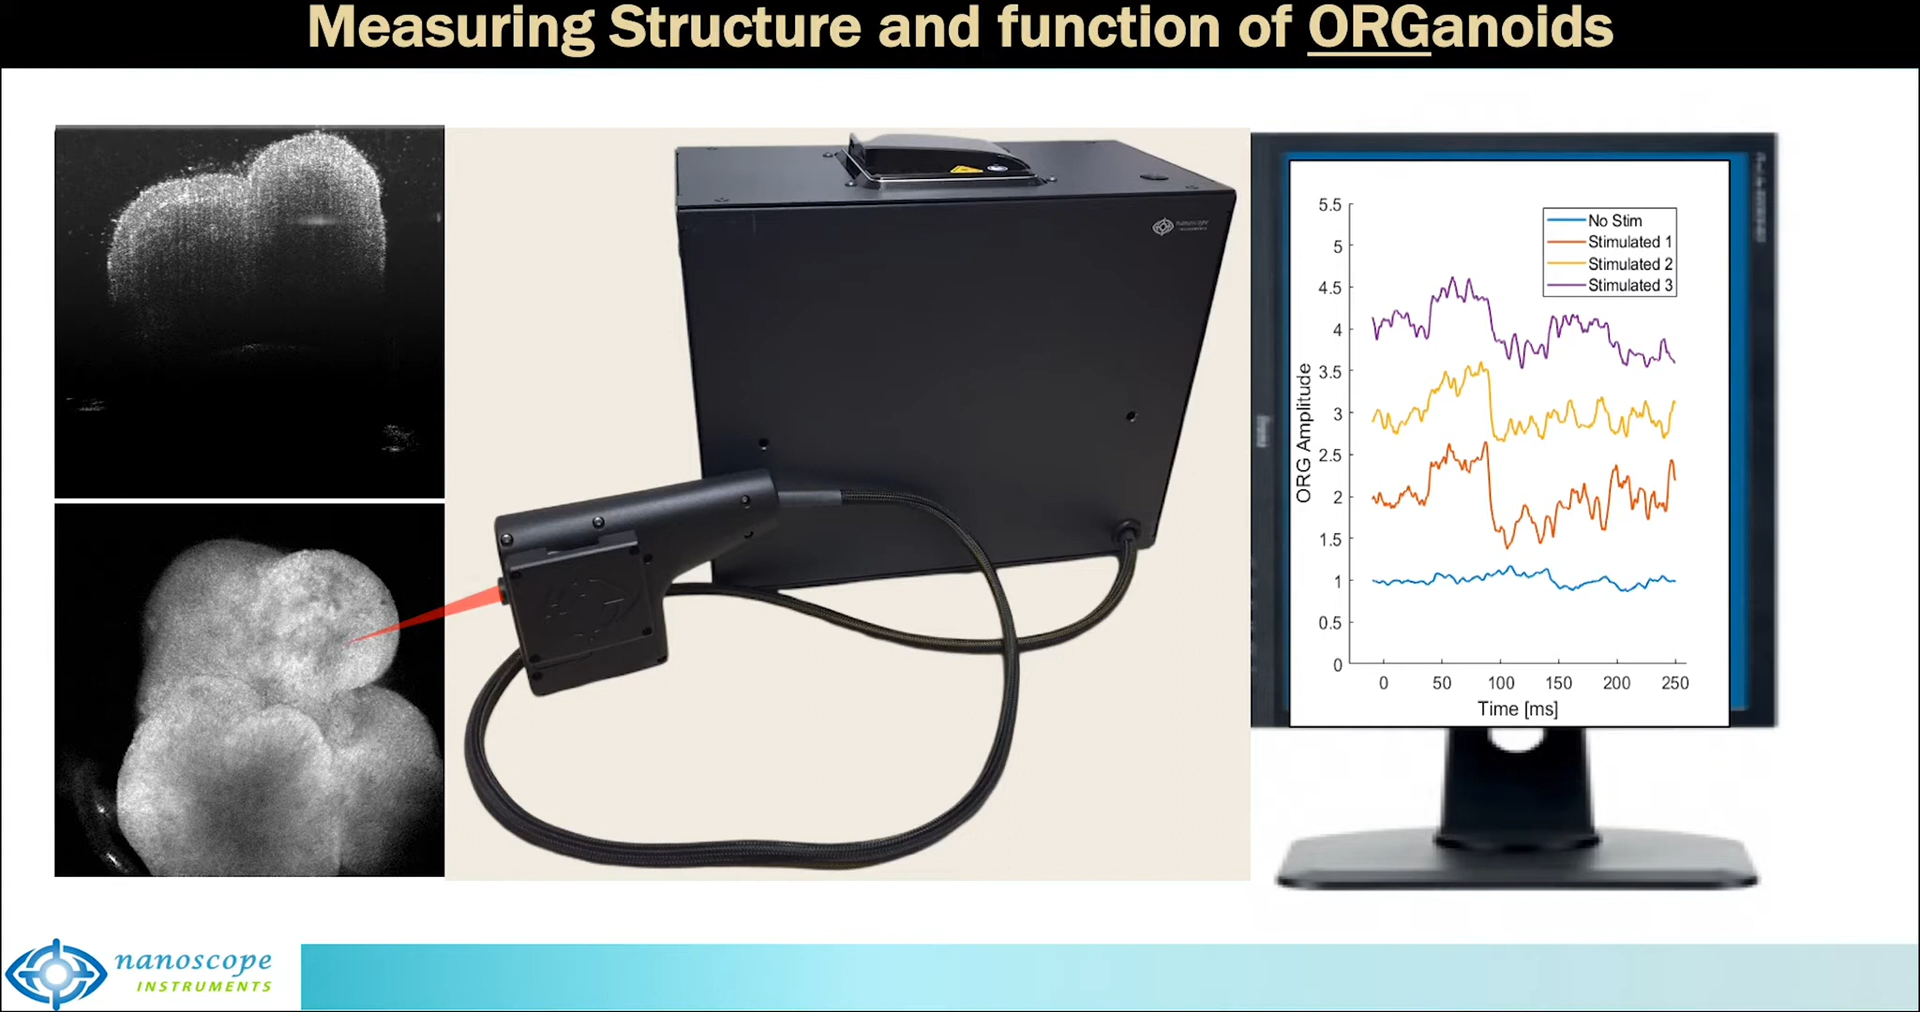 Measuring Structure and function of ORGanoids
nanoscope
INSTRUMENTS
5.5
5
4.5
4
3.5
3
2.5
2
1.5
1
0.5
0
ORG Amplitude
No Stim
Stimulated 1
Stimulated 2
Stimulated 3
0 50 100 150 200 250
Time [ms]
nanoscope
INSTRUMENTS